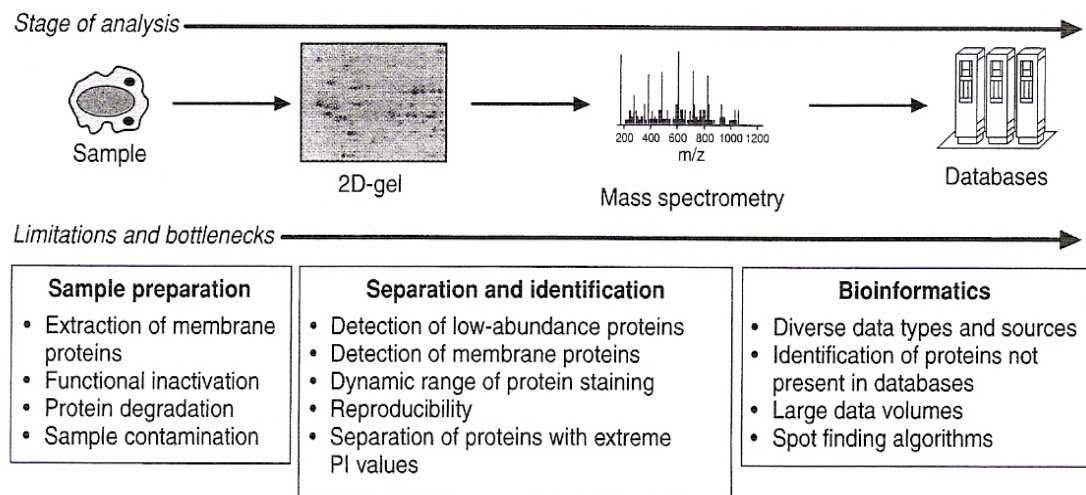 Stage of analysis
Sample
2D-gel
200 400 600 800 1000 1200
m/z
Mass spectrometry
Databases
Limitations and bottlenecks
Sample preparation
• Extraction of membrane
proteins
• Functional inactivation
• Protein degradation
• Sample contamination
Separation and identification
• Detection of low-abundance proteins
• Detection of membrane proteins
• Dynamic range of protein staining
• Reproducibility
• Separation of proteins with extreme
PI values
Bioinformatics
• Diverse data types and sources
• Identification of proteins not
present in databases
• Large data volumes
• Spot finding algorithms